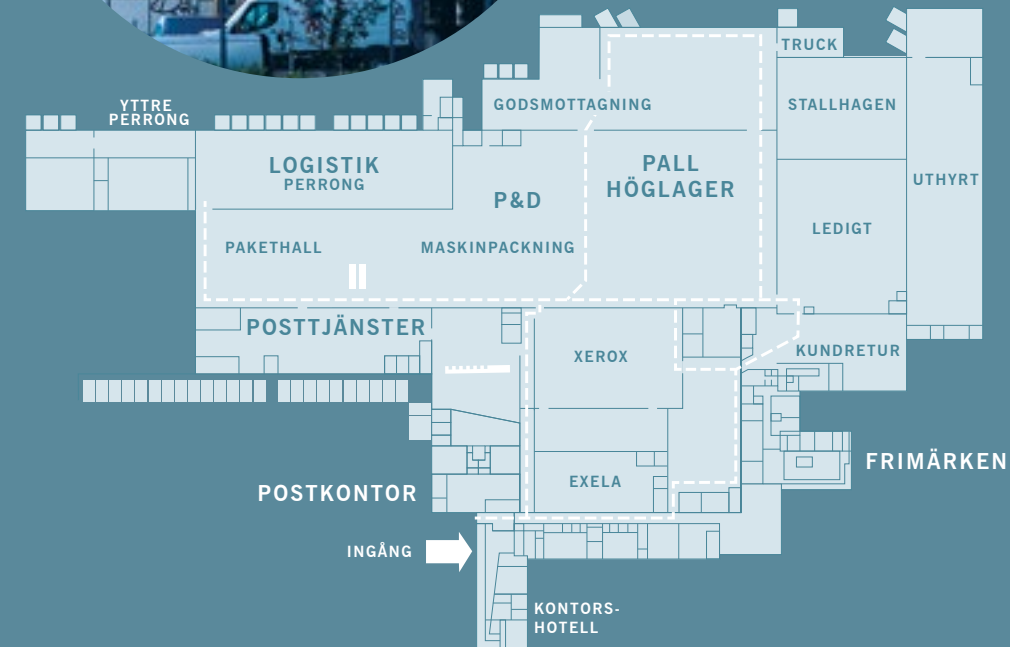 TRUCK
YTTRE
PERRONG
GODSMOTTAGNING
STALLHAGEN
LOGISTIK
PERRONG
PALL
HÖGLAGER
UTHYRT
P&D
LEDIGT
PAKETHALL
MASKINPACKNING
POSTTJÄNSTER
XEROX
KUNDRETUR
FRIMÄRKEN
EXELA
POSTKONTOR
INGÅNG
KONTORS-
HOTELL